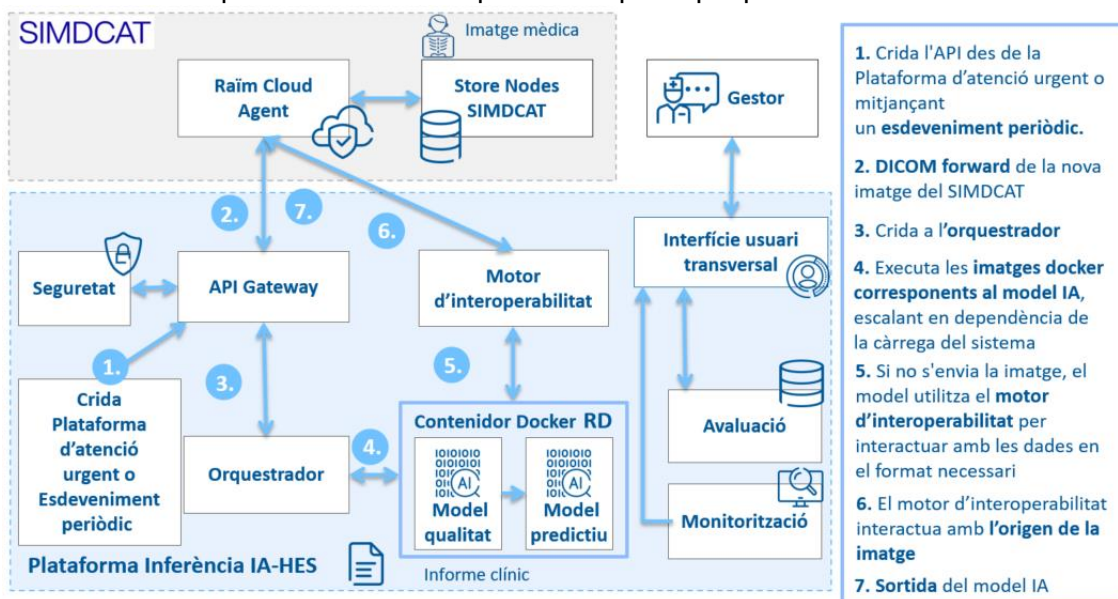 SIMDCAT
Imatge mèdica
Raïm Cloud
Agent
Store Nodes
SIMDCAT
Gestor
2.
7.
6.
Seguretat
API Gateway
Motor
d'interoperabilitat
Interfície usuari
transversal
1.
3.
5.
Crida
Plataforma
d'atenció
urgent o
Esdeveniment
periòdic
Orquestrador
4.
Contenidor Docker RD
IOIOIOIO
OIOIOIOI
AI
Model
qualitat
IOIOIOIO
OIOIOIOI
AI
Model
predictiu
Avaluació
Monitorització
Plataforma Inferència IA-HES
Informe clínic
1. Crida l'API des de la
Plataforma d'atenció urgent o
mitjançant
un esdeveniment periòdic.
2. DICOM forward de la nova
imatge del SIMDCAT
3. Crida a l'orquestrador
4. Executa les imatges docker
corresponents al model IA,
escalant en dependència de
la càrrega del sistema
5. Si no s'envia la imatge, el
model utilitza el motor
d'interoperabilitat per
interactuar amb les dades en
el format necessari
6. El motor d'interoperabilitat
interactua amb l'origen de la
imatge
7. Sortida del model IA